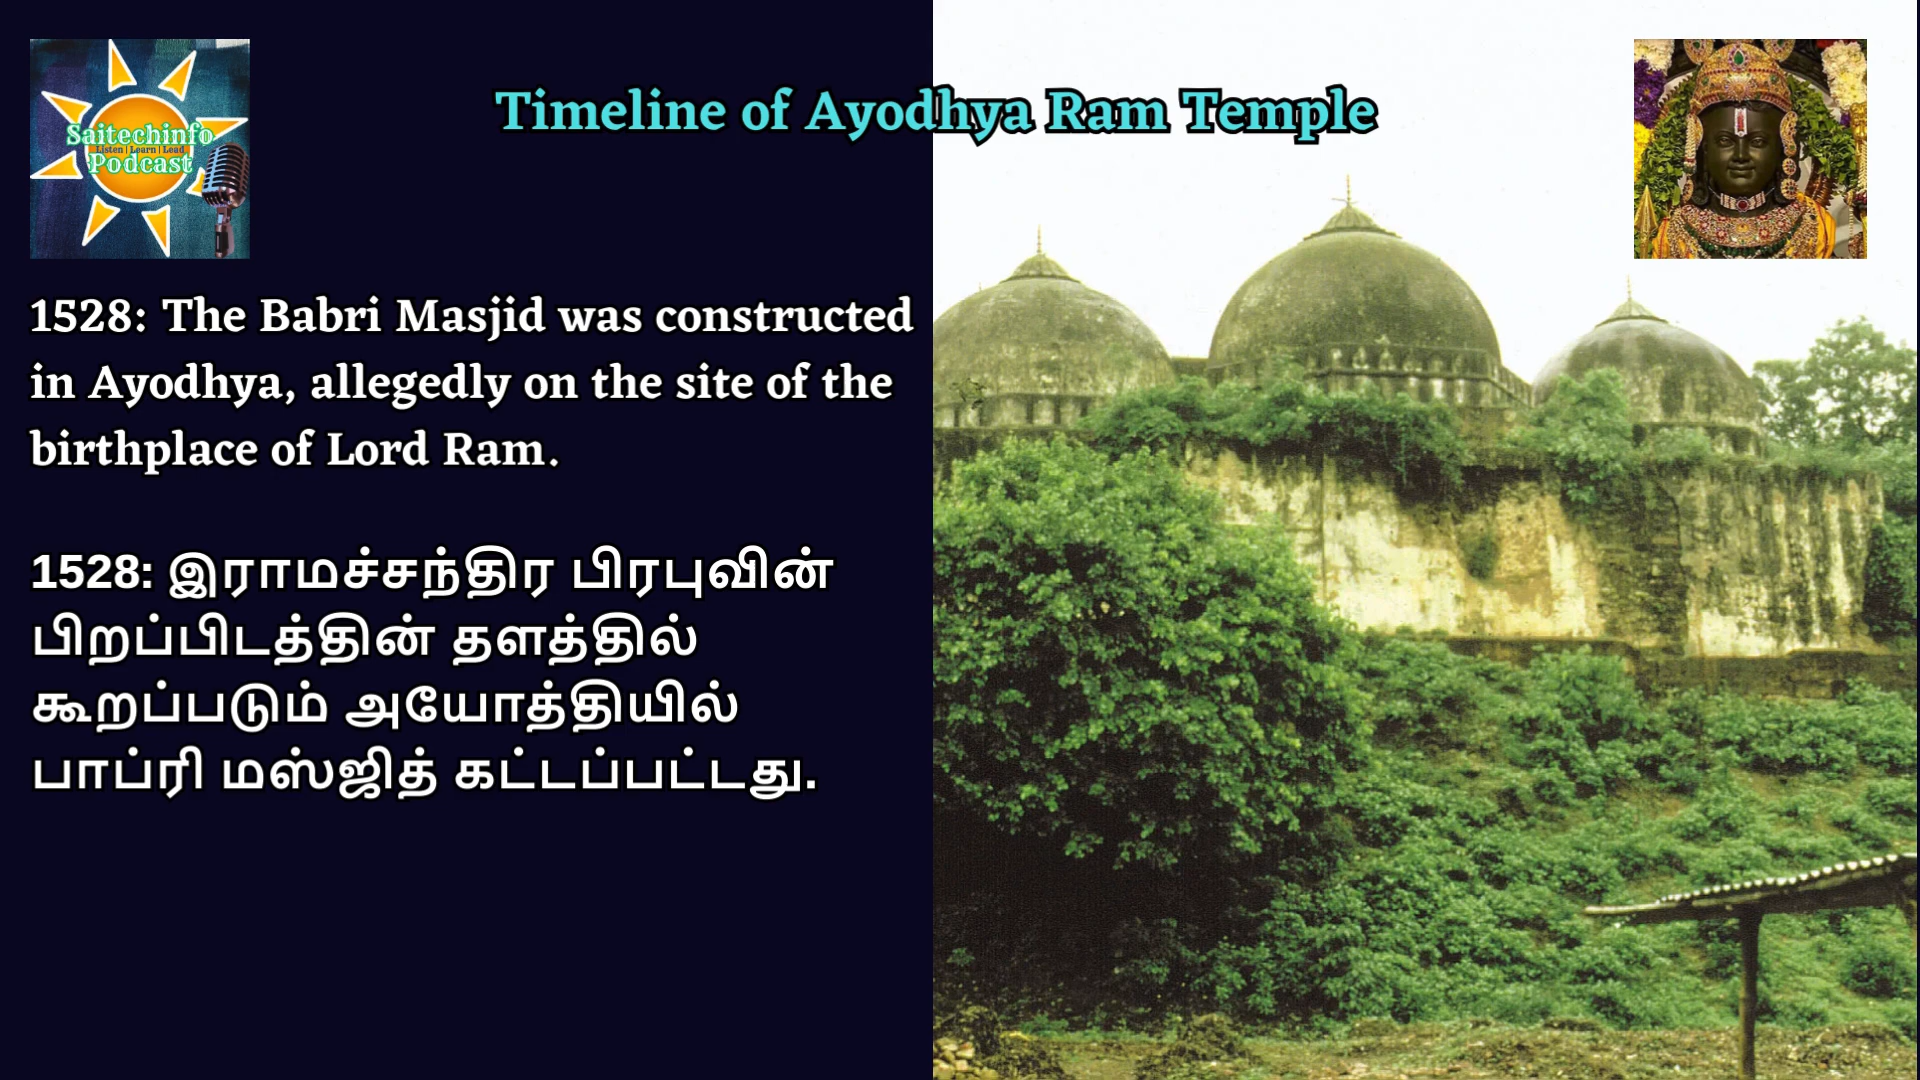 Saitechinfo
Listen | Learn | Lead
Podcast
Timeline of Ayodhya Ram Temple
1528: The Babri Masjid was constructed
in Ayodhya, allegedly on the site of the
birthplace of Lord Ram.
1528: இராமச்சந்திர பிரபுவின்
பிறப்பிடத்தின் தளத்தில்
கூறப்படும் அயோத்தியில்
பாப்ரி மஸ்ஜித் கட்டப்பட்டது.